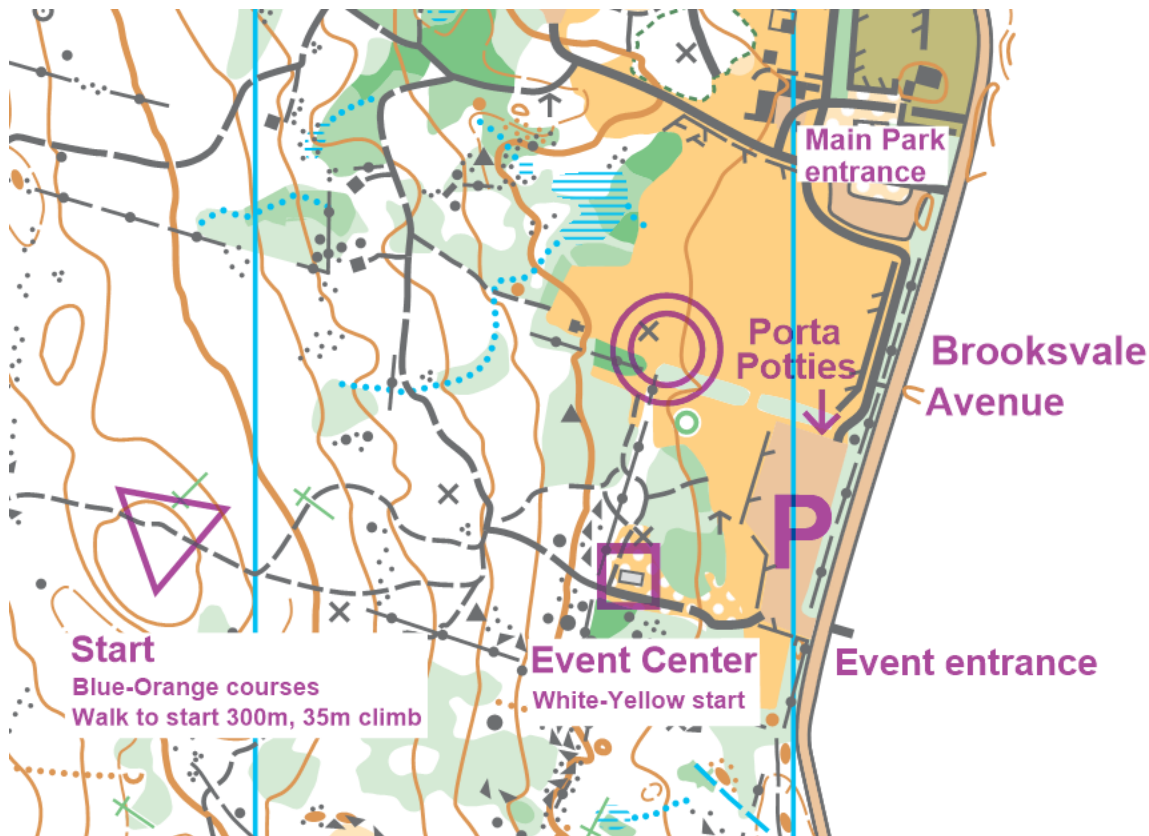 Main Park
entrance
Porta
Potties
Brooksvale
Avenue
P
Start
Blue-Orange courses
Walk to start 300m, 35m climb
Event Center
White-Yellow start
Event entrance